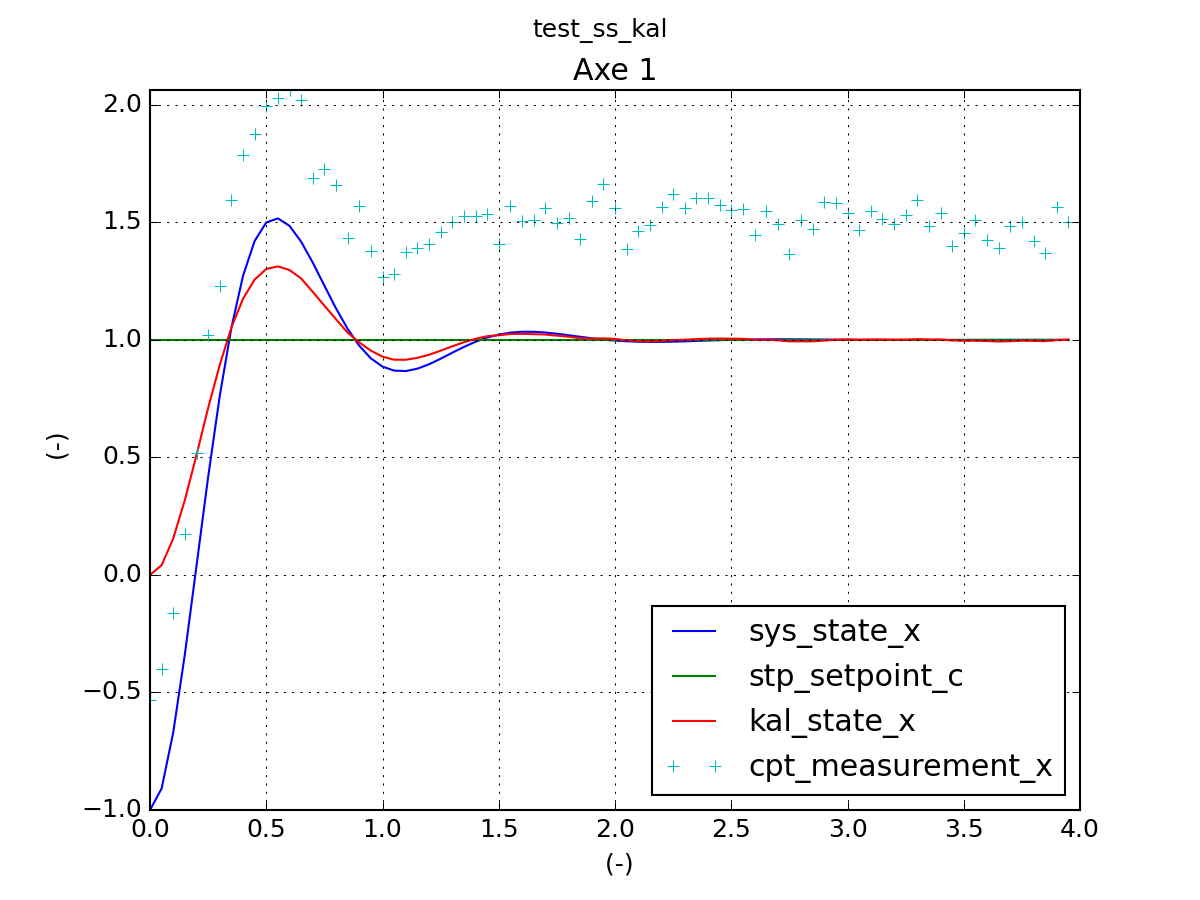 test_ss_kal
Axe 1
2.0
1.5
1.0
0.5
0.0
−0.5
−1.0
(-)
0.0 0.5 1.0 1.5 2.0 2.5 3.0 3.5 4.0
(-)
sys_state_x
stp_setpoint_c
kal_state_x
cpt_measurement_x